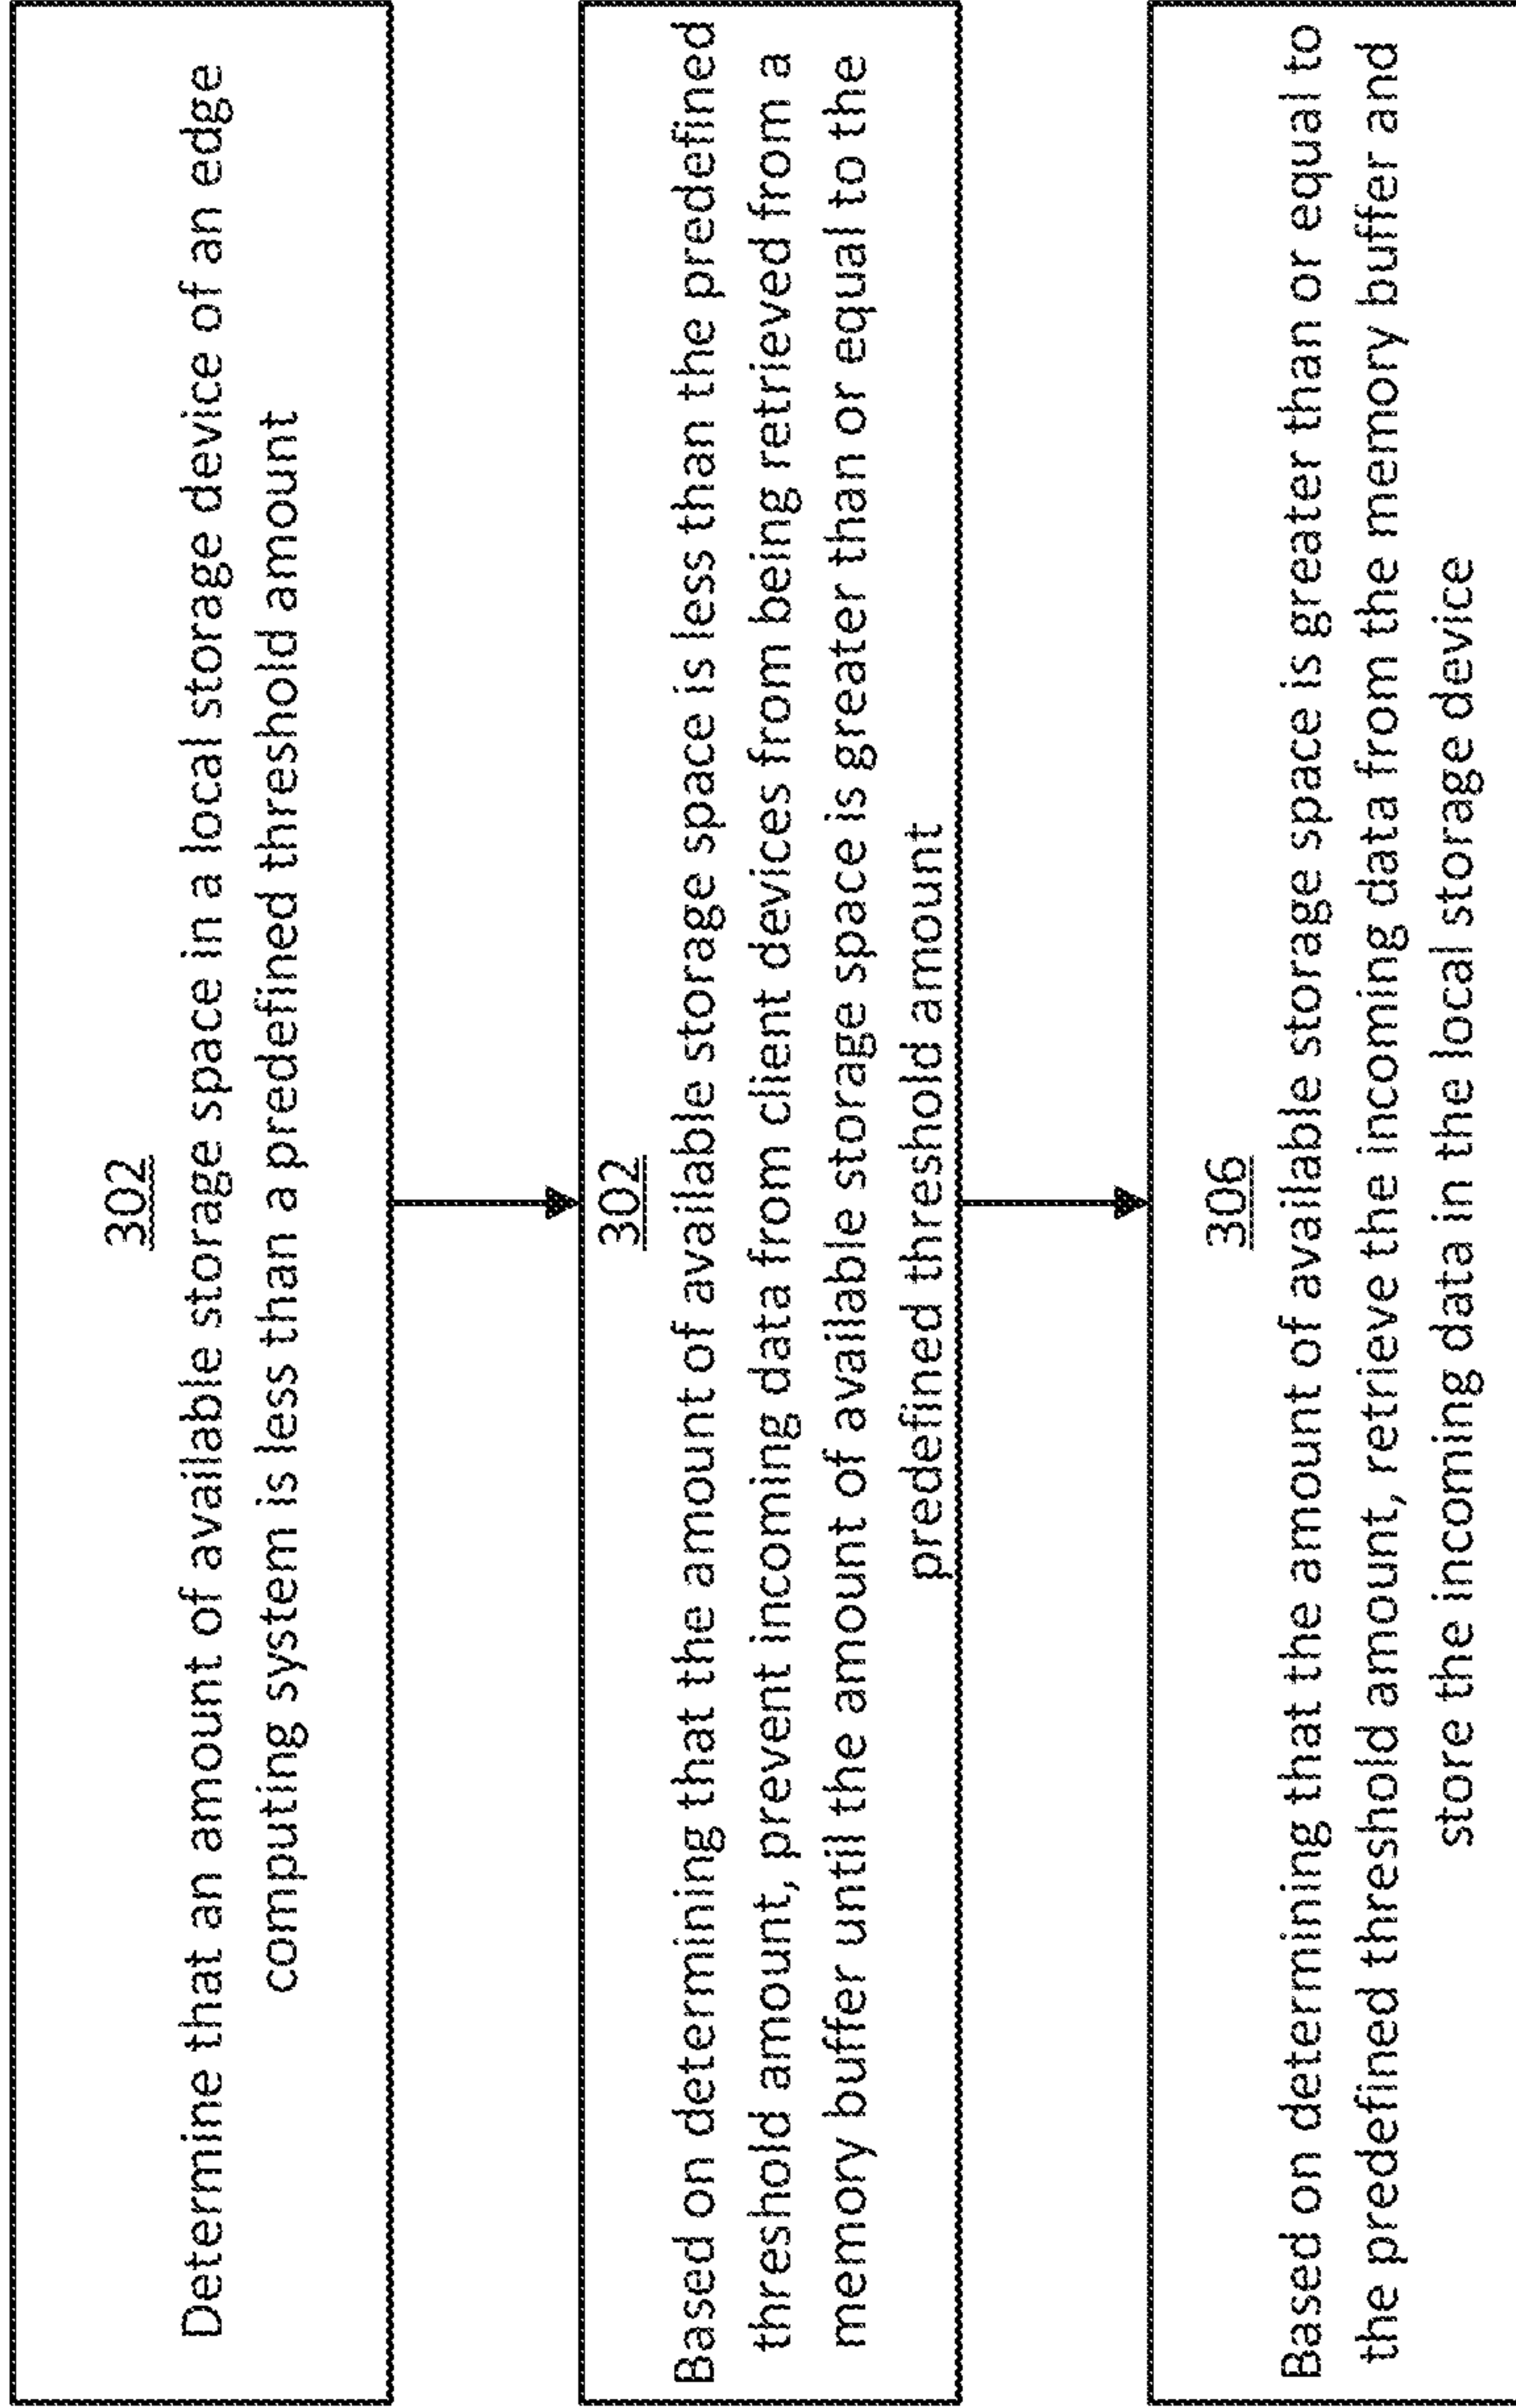 302
Determine that an amount of available storage space in a local storage device of an edge
computing system is less than a predefined threshold amount
302
Based on determining that the amount of available storage space is less than the predefined
threshold amount, prevent incoming data from client devices from being retrieved from a
memory buffer until the amount of available storage space is greater than or equal to the
predefined threshold amount
306
Based on determining that the amount of available storage space is greater than or equal to
the predefined threshold amount, retrieve the incoming data from the memory buffer and
store the incoming data in the local storage device